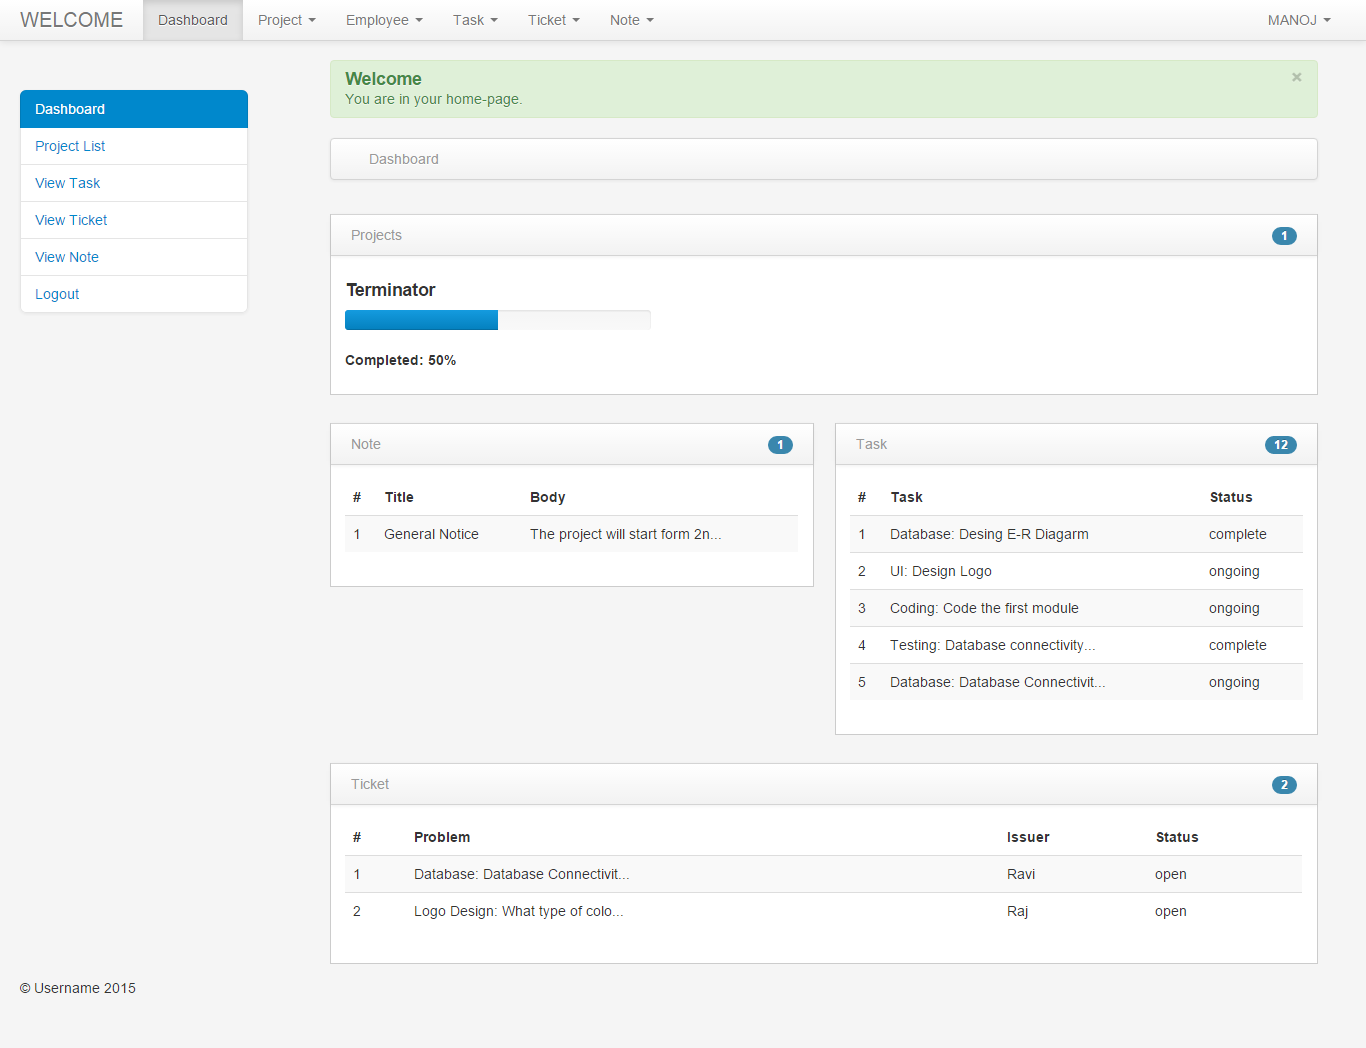 WELCOME Dashboard Project Employee Task Ticket Note MANOJ
Dashboard
Project List
View Task
View Ticket
View Note
Logout
Welcome ×
You are in your home-page.
Dashboard
Projects 1
Terminator
Completed: 50%
Note 1
# Title Body
1 General Notice The project will start form 2n...
Task 12
# Task Status
1 Database: Desing E-R Diagarm complete
2 UI: Design Logo ongoing
3 Coding: Code the first module ongoing
4 Testing: Database connectivity... complete
5 Database: Database Connectivit... ongoing
Ticket 2
# Problem Issuer Status
1 Database: Database Connectivit... Ravi open
2 Logo Design: What type of colo... Raj open
© Username 2015